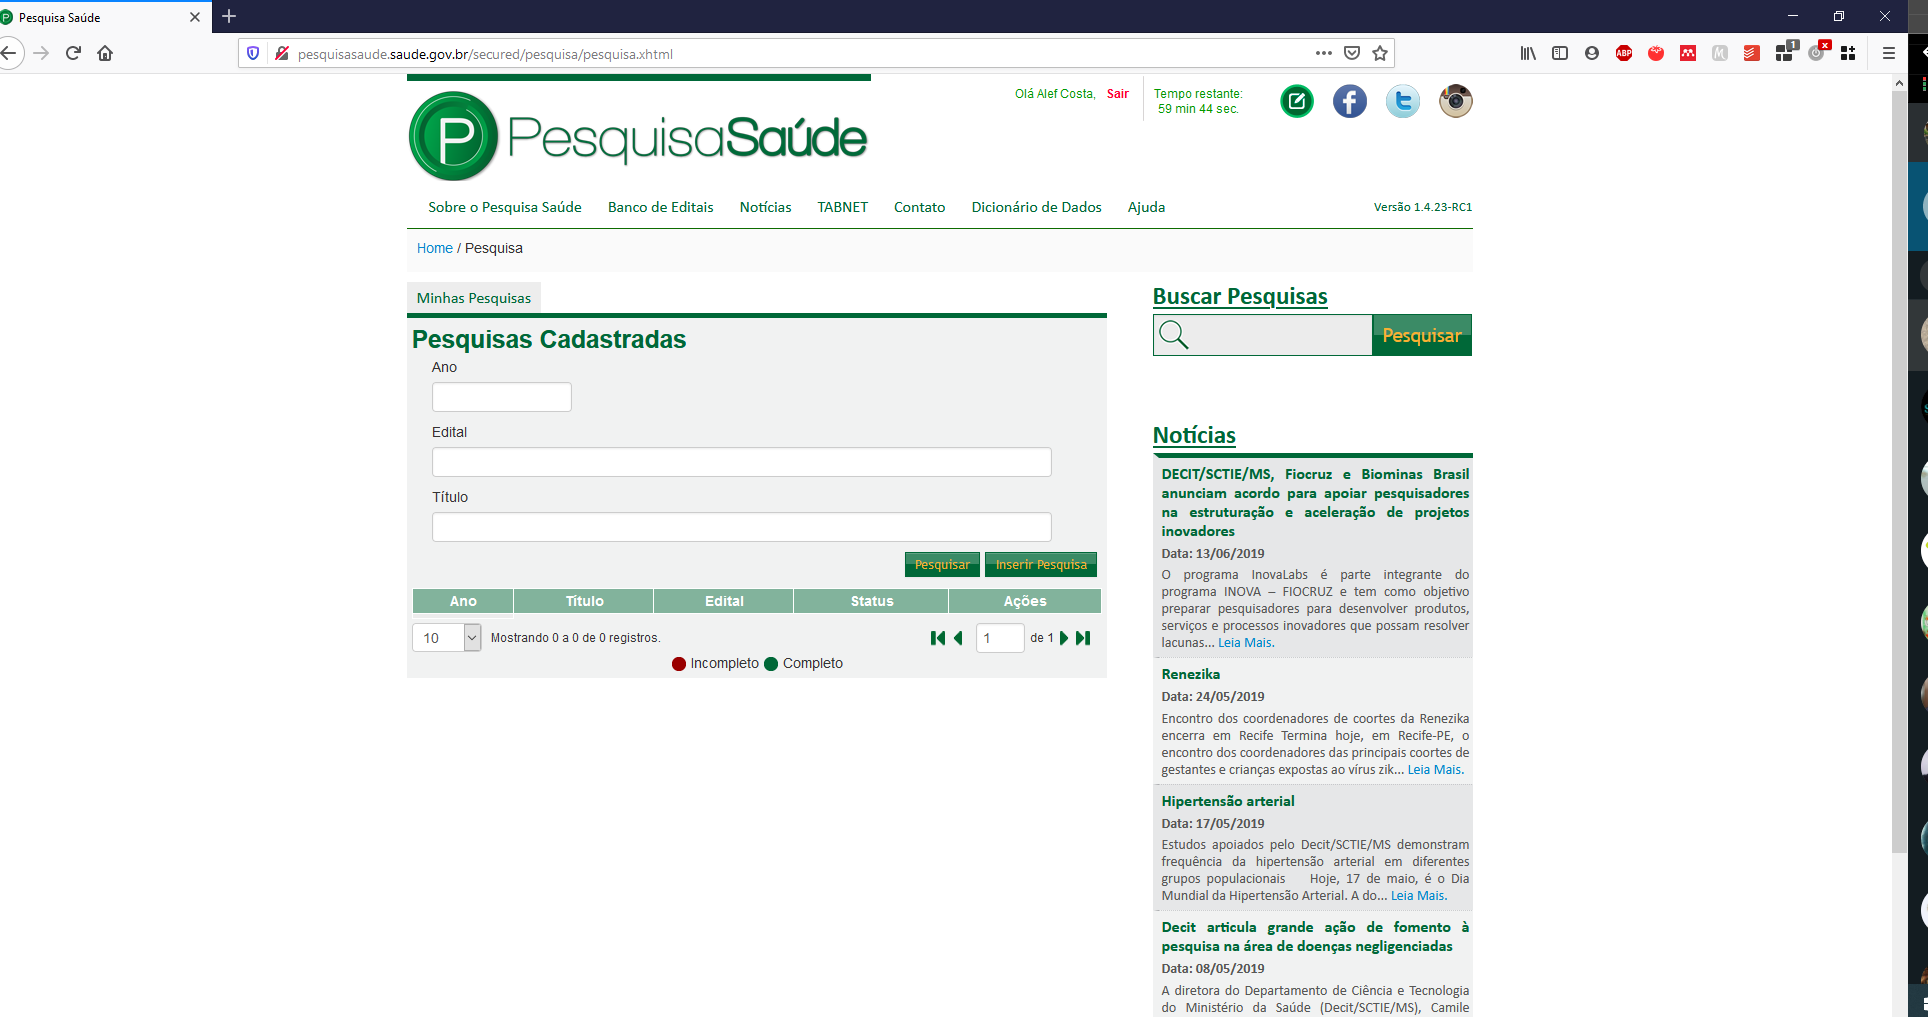 Pesquisa Saúde
pesquisasaude.saude.gov.br/secured/pesquisa/pesquisa.xhtml
ABP
M
1
x
Olá Alef Costa, Sair
Tempo restante:
59 min 44 sec.
P PesquisaSaúde
Sobre o Pesquisa Saúde Banco de Editais Notícias TABNET Contato Dicionário de Dados Ajuda Versão 1.4.23-RC1
Home / Pesquisa
Minhas Pesquisas
Pesquisas Cadastradas
Ano
Edital
Título
Pesquisar Inserir Pesquisa
Ano Título Edital Status Ações
10 Mostrando 0 a 0 de 0 registros. 1 de 1
Incompleto Completo
Buscar Pesquisas
Pesquisar
Notícias
DECIT/SCTIE/MS, Fiocruz e Biominas Brasil
anunciam acordo para apoiar pesquisadores
na estruturação e aceleração de projetos
inovadores
Data: 13/06/2019
O programa InovaLabs é parte integrante do
programa INOVA – FIOCRUZ e tem como objetivo
preparar pesquisadores para desenvolver produtos,
serviços e processos inovadores que possam resolver
lacunas... Leia Mais.
Renezika
Data: 24/05/2019
Encontro dos coordenadores de coortes da Renezika
encerra em Recife Termina hoje, em Recife-PE, o
encontro dos coordenadores das principais coortes de
gestantes e crianças expostas ao vírus zik... Leia Mais.
Hipertensão arterial
Data: 17/05/2019
Estudos apoiados pelo Decit/SCTIE/MS demonstram
frequência da hipertensão arterial em diferentes
grupos populacionais Hoje, 17 de maio, é o Dia
Mundial da Hipertensão Arterial. A do... Leia Mais.
Decit articula grande ação de fomento à
pesquisa na área de doenças negligenciadas
Data: 08/05/2019
A diretora do Departamento de Ciência e Tecnologia
do Ministério da Saúde (Decit/SCTIE/MS), Camile